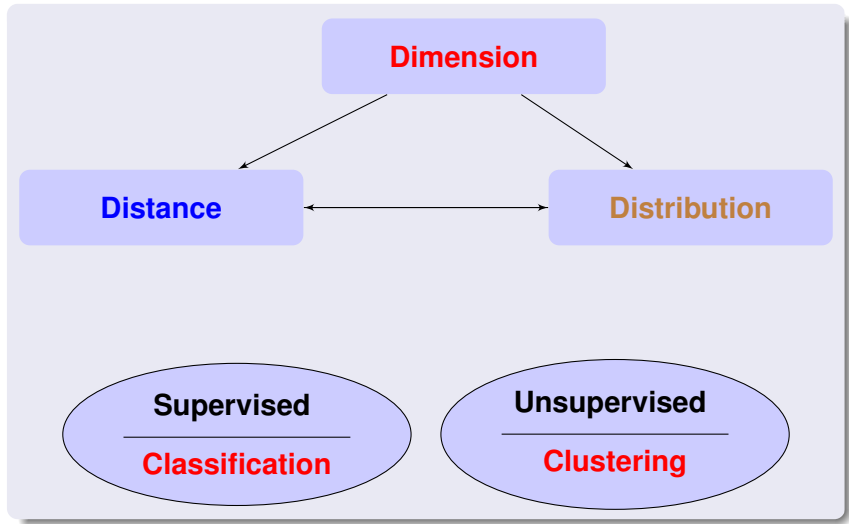 Dimension
Distance
Distribution
Supervised
Classification
Unsupervised
Clustering